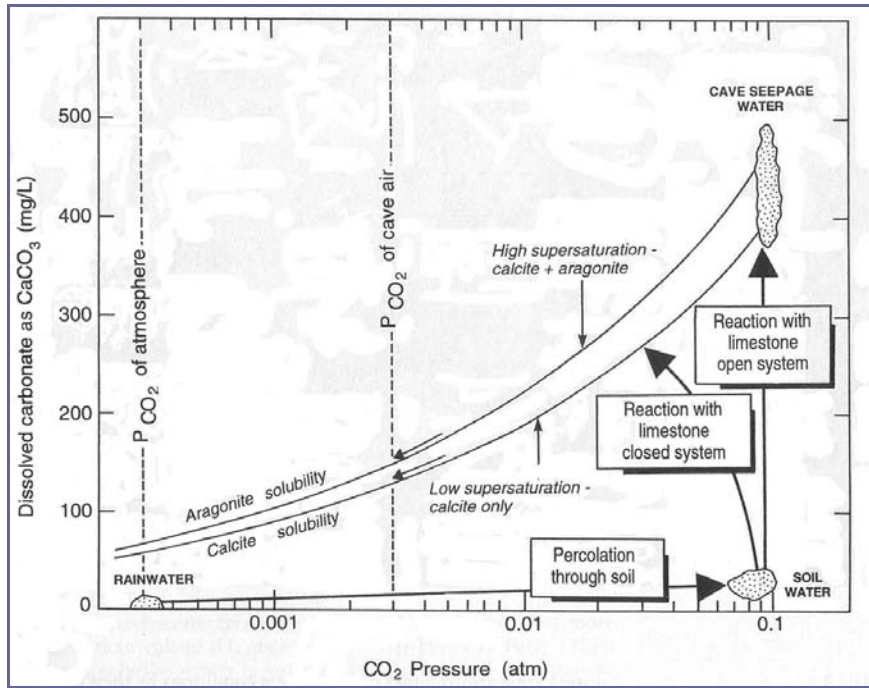 CAVE SEEPAGE
WATER
500
400
300
200
100
0
Dissolved carbonate as CaCO3 (mg/L)
P CO2 of atmosphere
P CO2 of cave air
High supersaturation -
calcite + aragonite
Reaction with
limestone
open system
Reaction with
limestone
closed system
Low supersaturation -
calcite only
Aragonite solubility
Calcite solubility
Percolation
through soil
RAINWATER
SOIL
WATER
0.001
0.01
0.1
CO2 Pressure (atm)